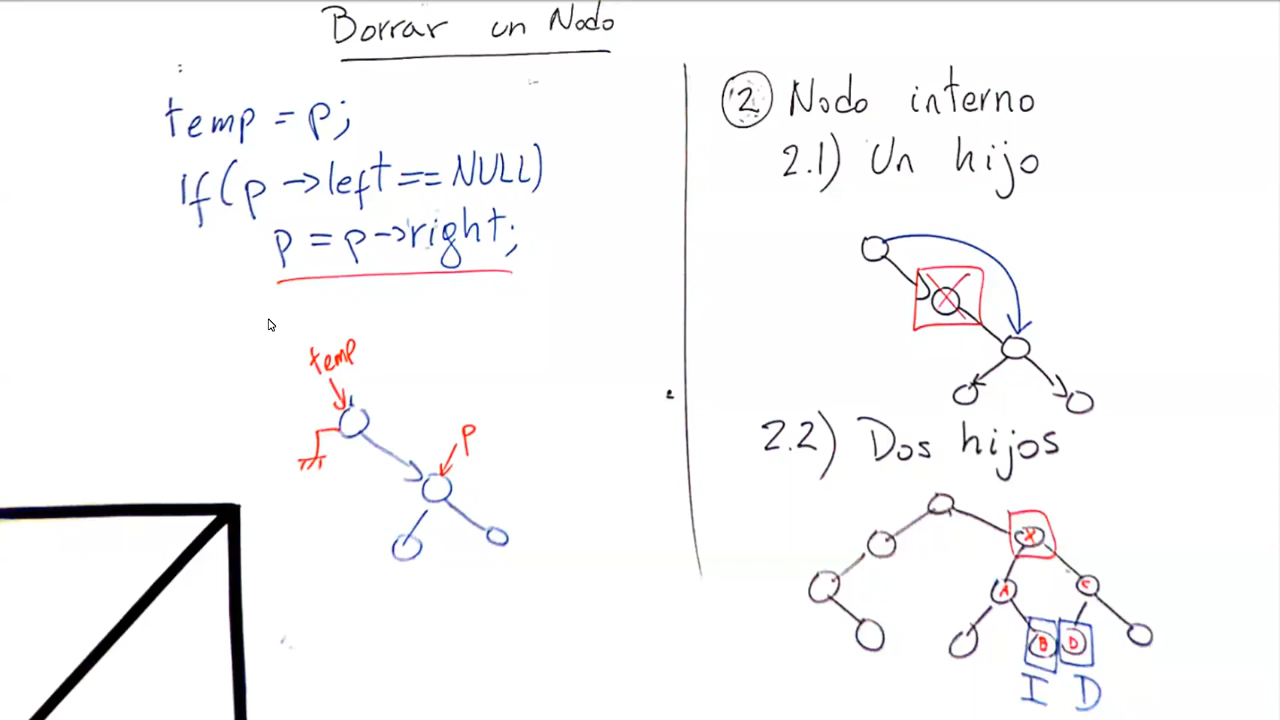 Borrar un Nodo
temp = p;
If(p->left == NULL)
p = p->right;
temp
p
2 Nodo interno
2.1) Un hijo
2.2) Dos hijos
X
A
C
B
D
I
D